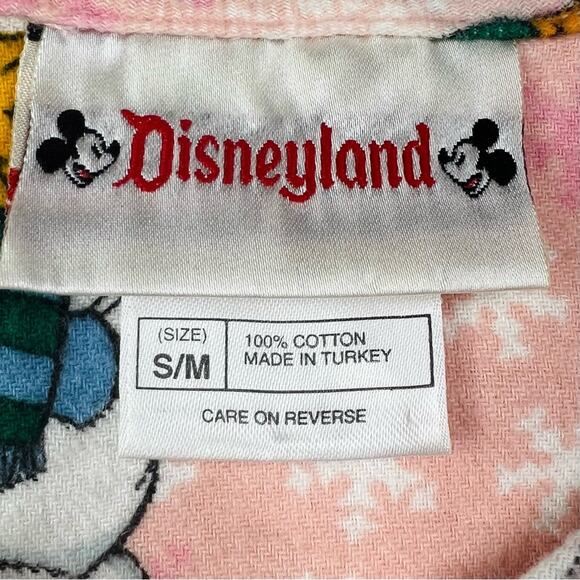 Disneyland
(SIZE)
S/M
100% COTTON
MADE IN TURKEY
CARE ON REVERSE